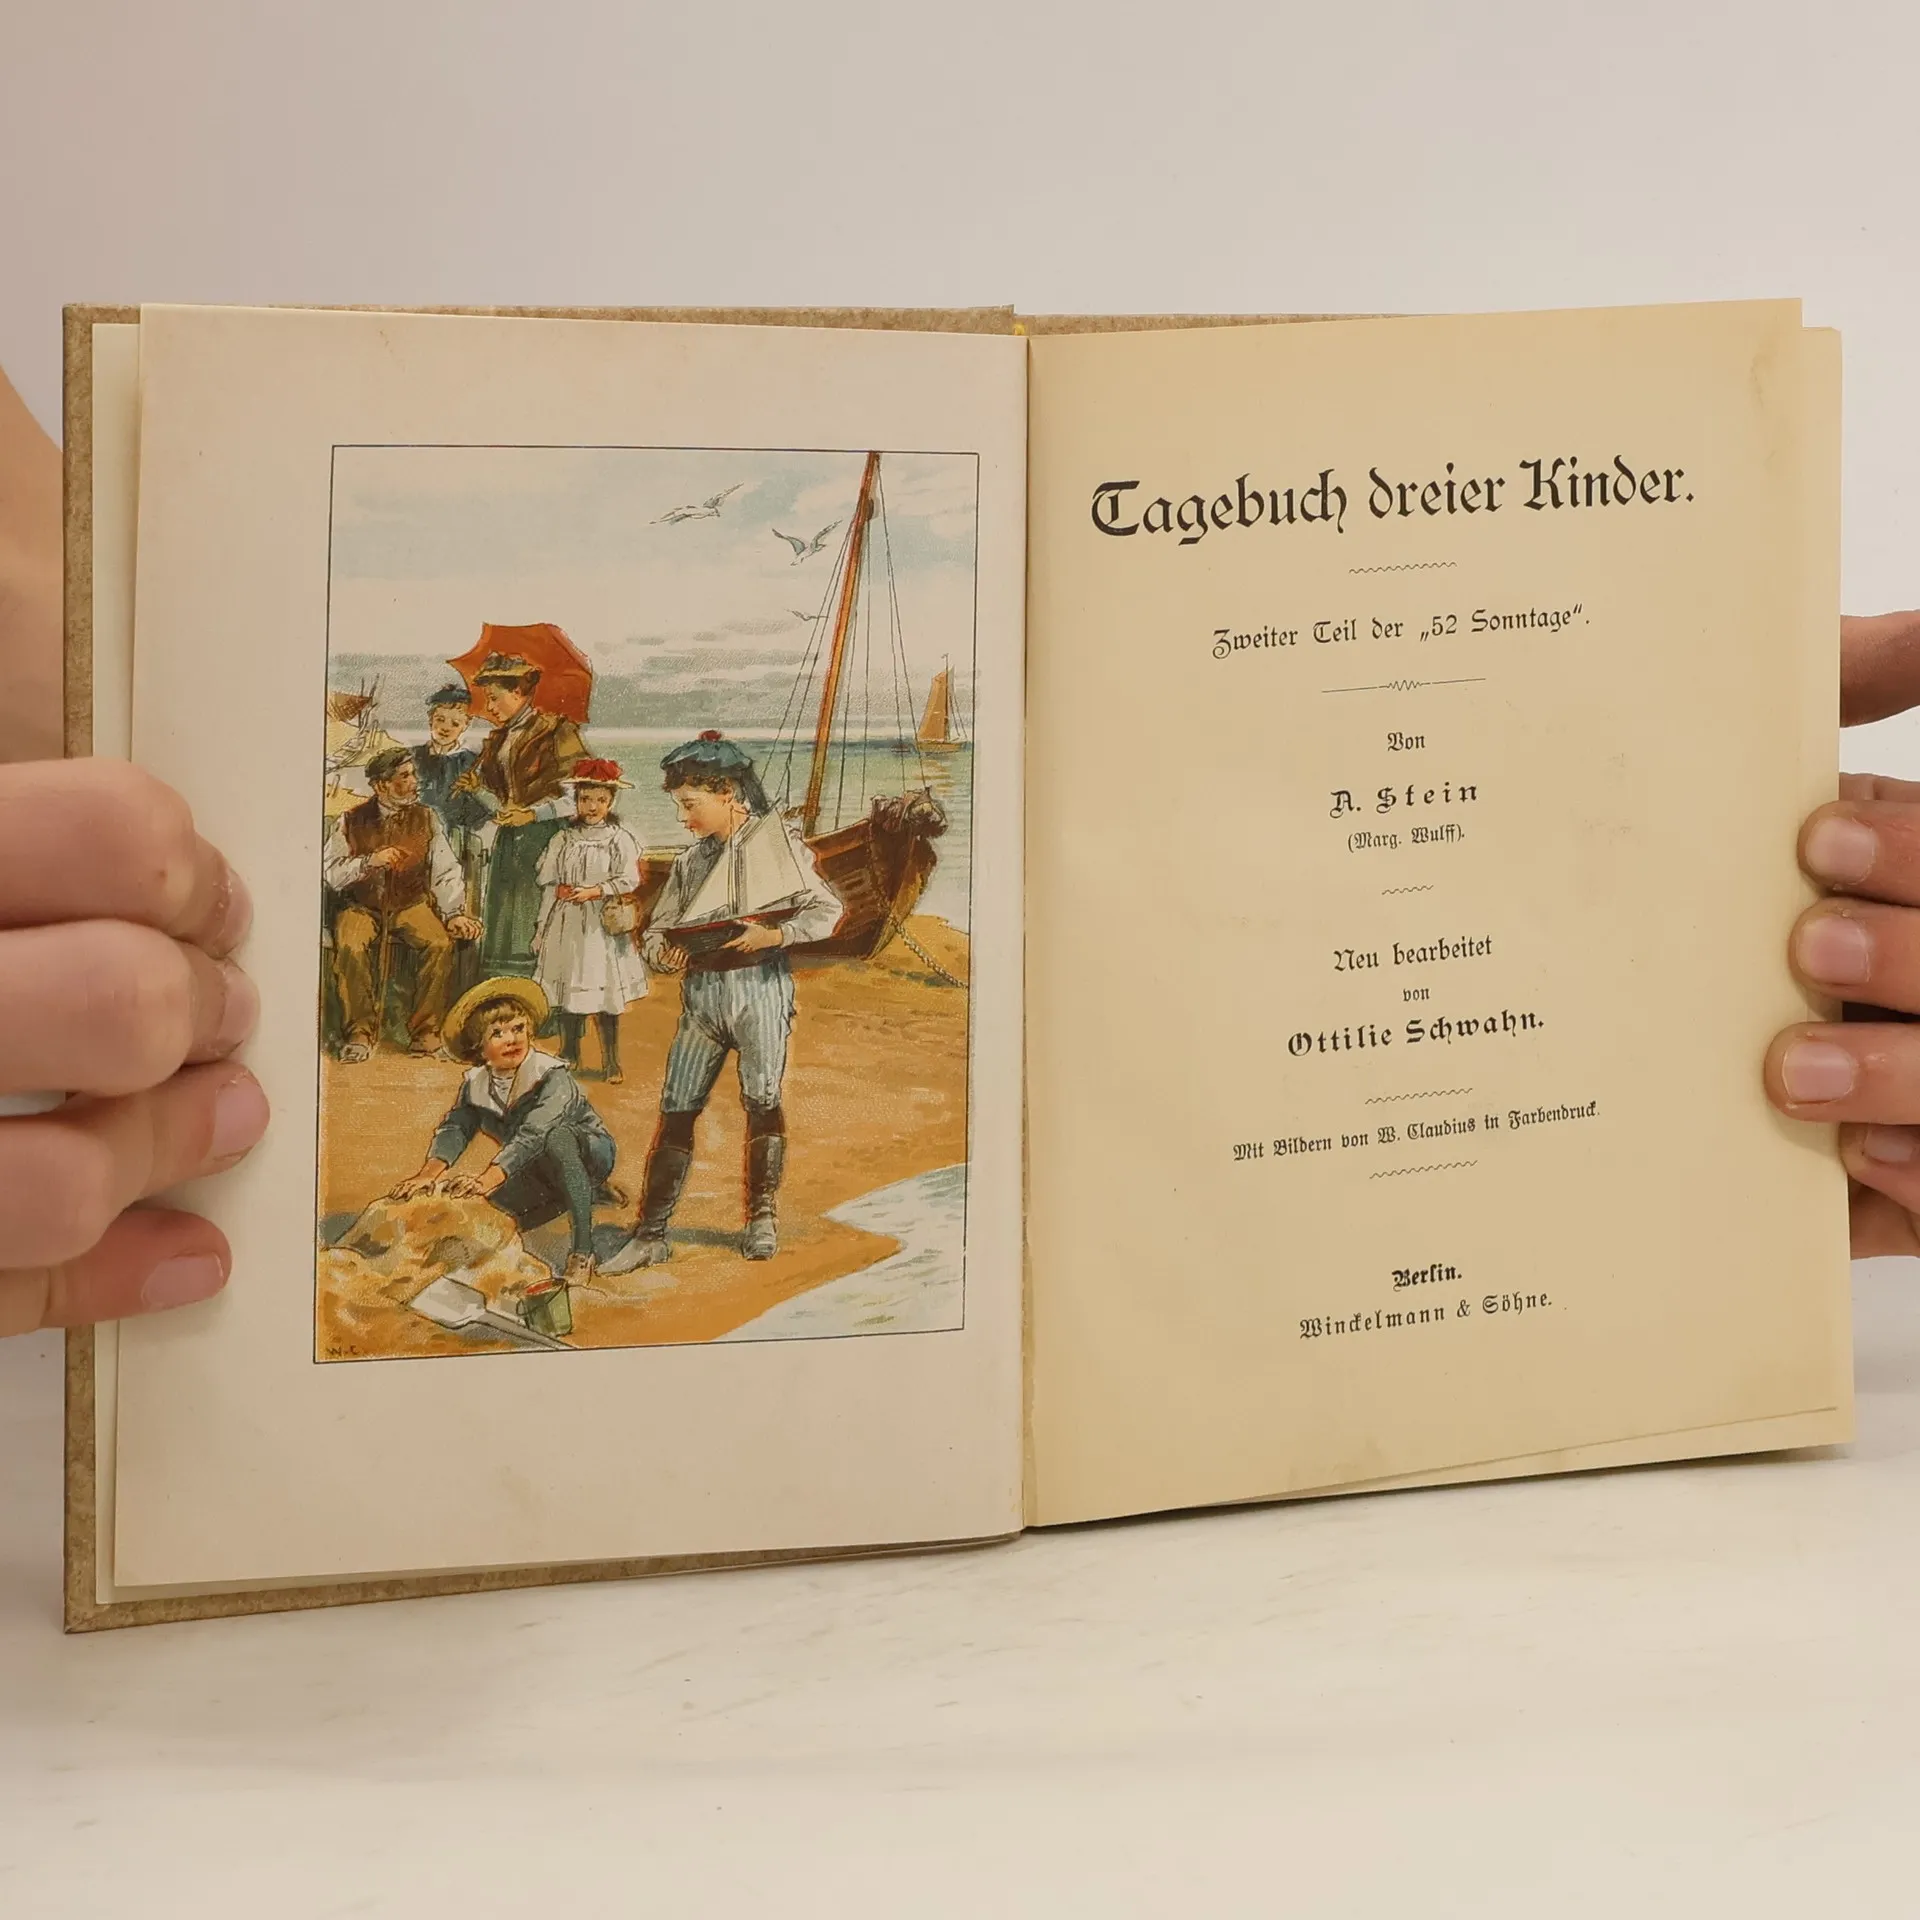 W. C.
Tagebuch dreier Kinder.
Zweiter Teil der „52 Sonntage“.
Von
A. Stein
(Marg. Wulff).
Neu bearbeitet
von
Ottilie Schwahn.
Mit Bildern von W. Claudius in Farbendruck.
Berlin.
Winckelmann & Söhne.